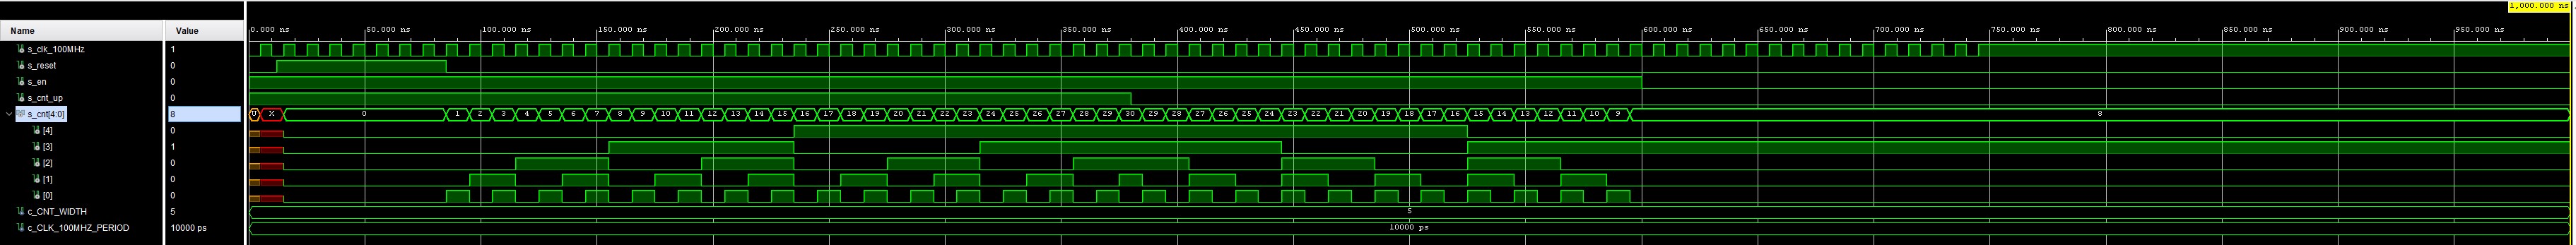 1,000.000 ns
Name Value 0.000 ns 50.000 ns 100.000 ns 150.000 ns 200.000 ns 250.000 ns 300.000 ns 350.000 ns 400.000 ns 450.000 ns 500.000 ns 550.000 ns 600.000 ns 650.000 ns 700.000 ns 750.000 ns 800.000 ns 850.000 ns 900.000 ns 950.000 ns
s_clk_100MHz 1
s_reset 0
s_en 0
s_cnt_up 0
s_cnt[4:0] 8 U X 0 1 2 3 4 5 6 7 8 9 10 11 12 13 14 15 16 17 18 19 20 21 22 23 24 25 26 27 28 29 30 29 28 27 26 25 24 23 22 21 20 19 18 17 16 15 14 13 12 11 10 9 8
[4] 0
[3] 1
[2] 0
[1] 0
[0] 0
c_CNT_WIDTH 5 5
c_CLK_100MHZ_PERIOD 10000 ps 10000 ps